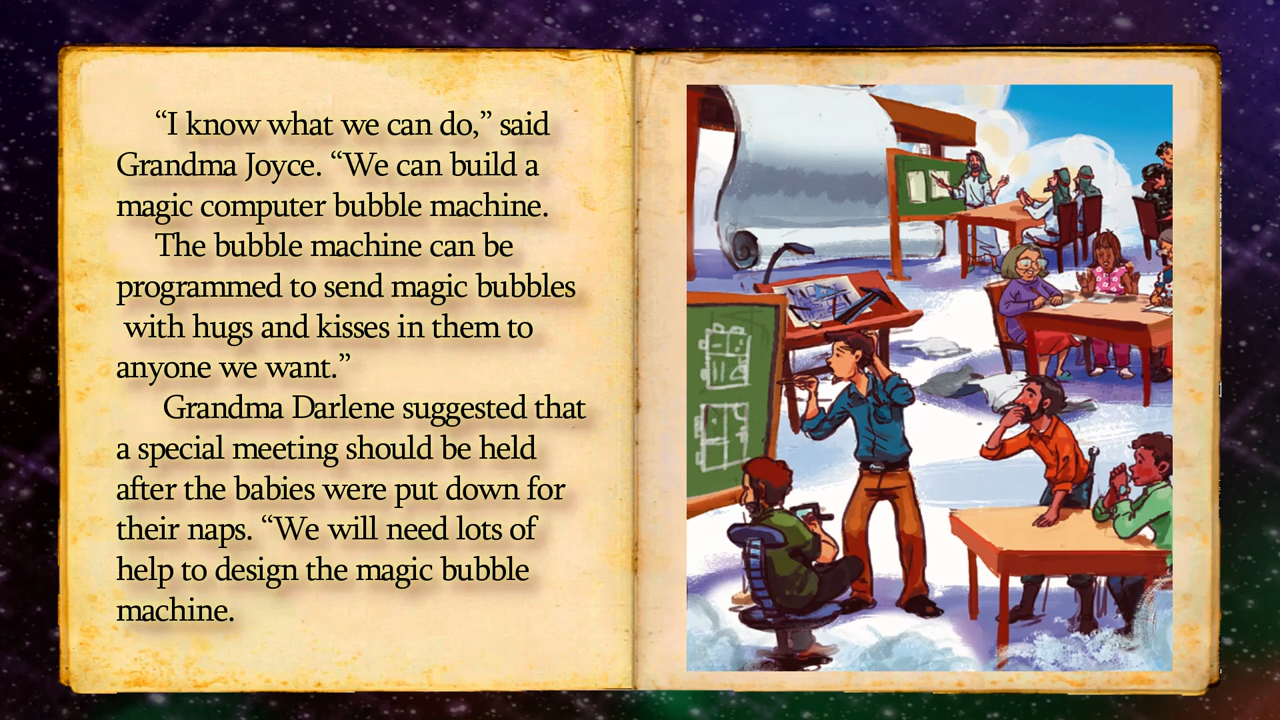 “I know what we can do,” said
Grandma Joyce. “We can build a
magic computer bubble machine.
The bubble machine can be
programmed to send magic bubbles
with hugs and kisses in them to
anyone we want.”
Grandma Darlene suggested that
a special meeting should be held
after the babies were put down for
their naps. “We will need lots of
help to design the magic bubble
machine.